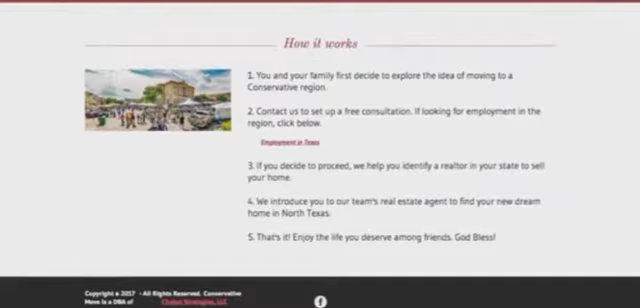 How it works
1. You and your family first decide to explore the idea of moving to a
Conservative region.
2. Contact us to set up a free consultation. If looking for employment in the
region, click below.
Employment in Texas
3. If you decide to proceed, we help you identify a realtor in your state to sell
your home.
4. We introduce you to our team's real estate agent to find your new dream
home in North Texas.
5. That's it! Enjoy the life you deserve among friends. God Bless!
Copyright © 2017 - All Rights Reserved. Conservative
Move is a DBA of Chabot Strategies, LLC
f